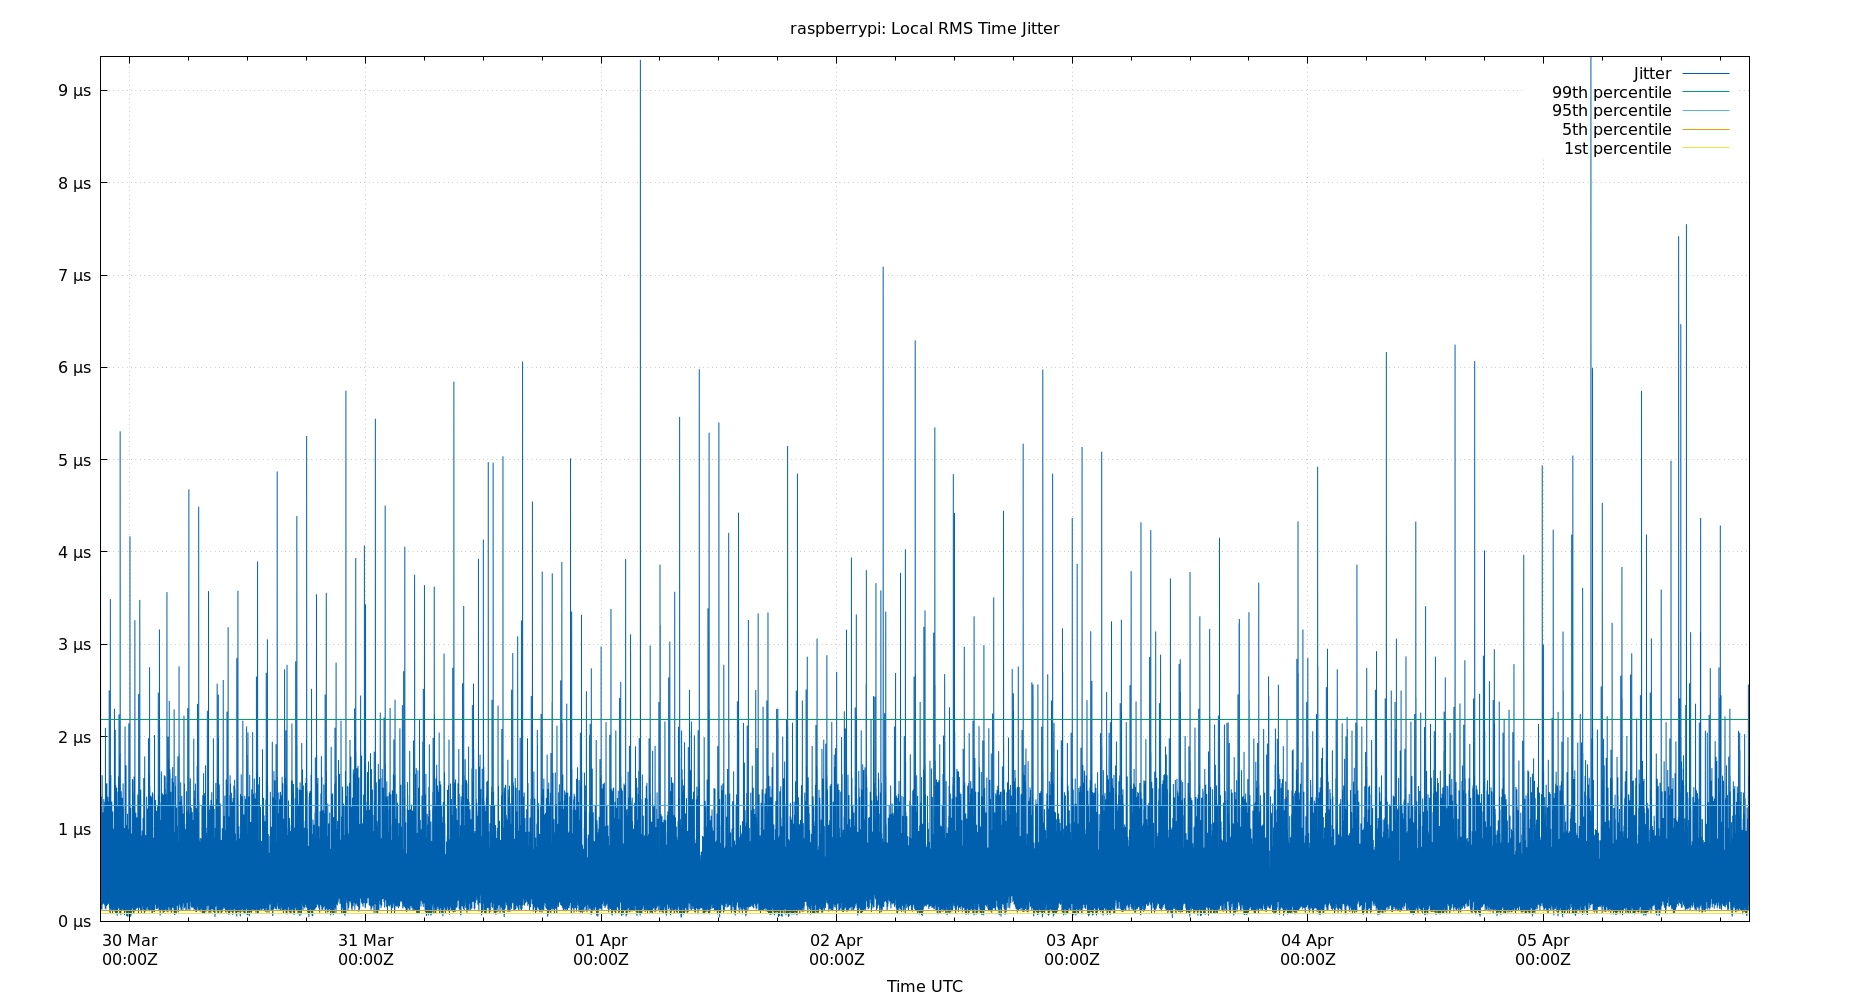 raspberrypi: Local RMS Time Jitter
Jitter
99th percentile
95th percentile
5th percentile
1st percentile
9 µs
8 µs
7 µs
6 µs
5 µs
4 µs
3 µs
2 µs
1 µs
0 µs
30 Mar 31 Mar 01 Apr 02 Apr 03 Apr 04 Apr 05 Apr
00:00Z 00:00Z 00:00Z 00:00Z 00:00Z 00:00Z 00:00Z
Time UTC